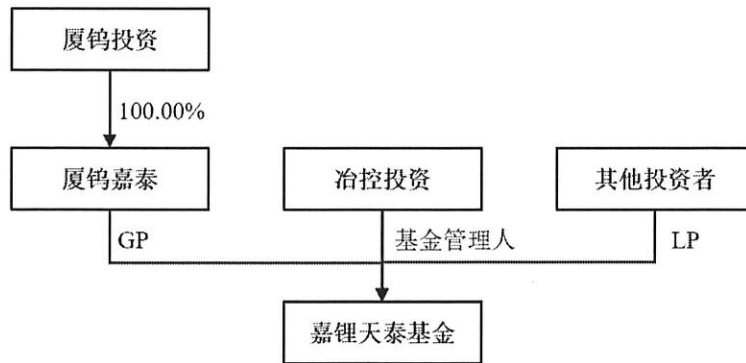 厦钨投资
100.00%
厦钨嘉泰
冶控投资
其他投资者
GP
基金管理人
LP
嘉锂天泰基金